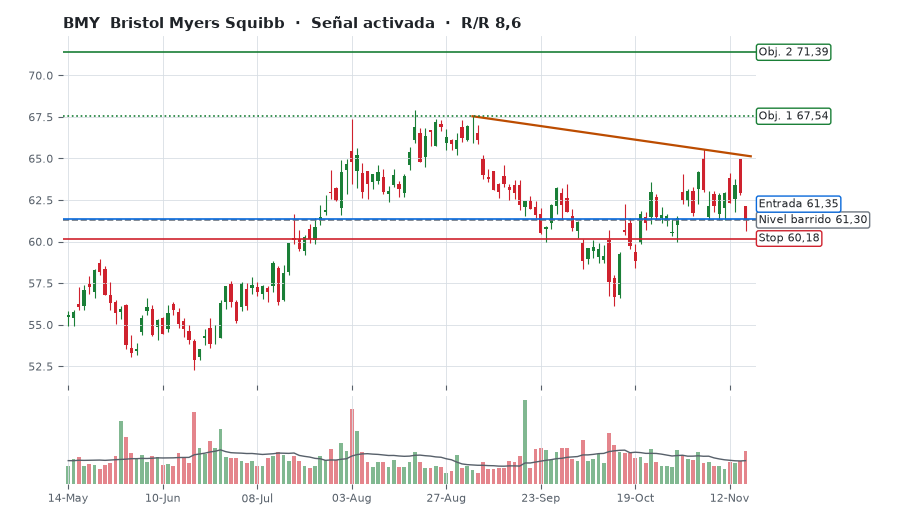 BMY Bristol Myers Squibb · Señal activada · R/R 8,6
Obj. 2 71,39
70.0
Obj. 1 67,54
67.5
65.0
62.5
Entrada 61,35
Nivel barrido 61,30
60.0
Stop 60,18
57.5
55.0
52.5
14-May 10-Jun 08-Jul 03-Aug 27-Aug 23-Sep 19-Oct 12-Nov